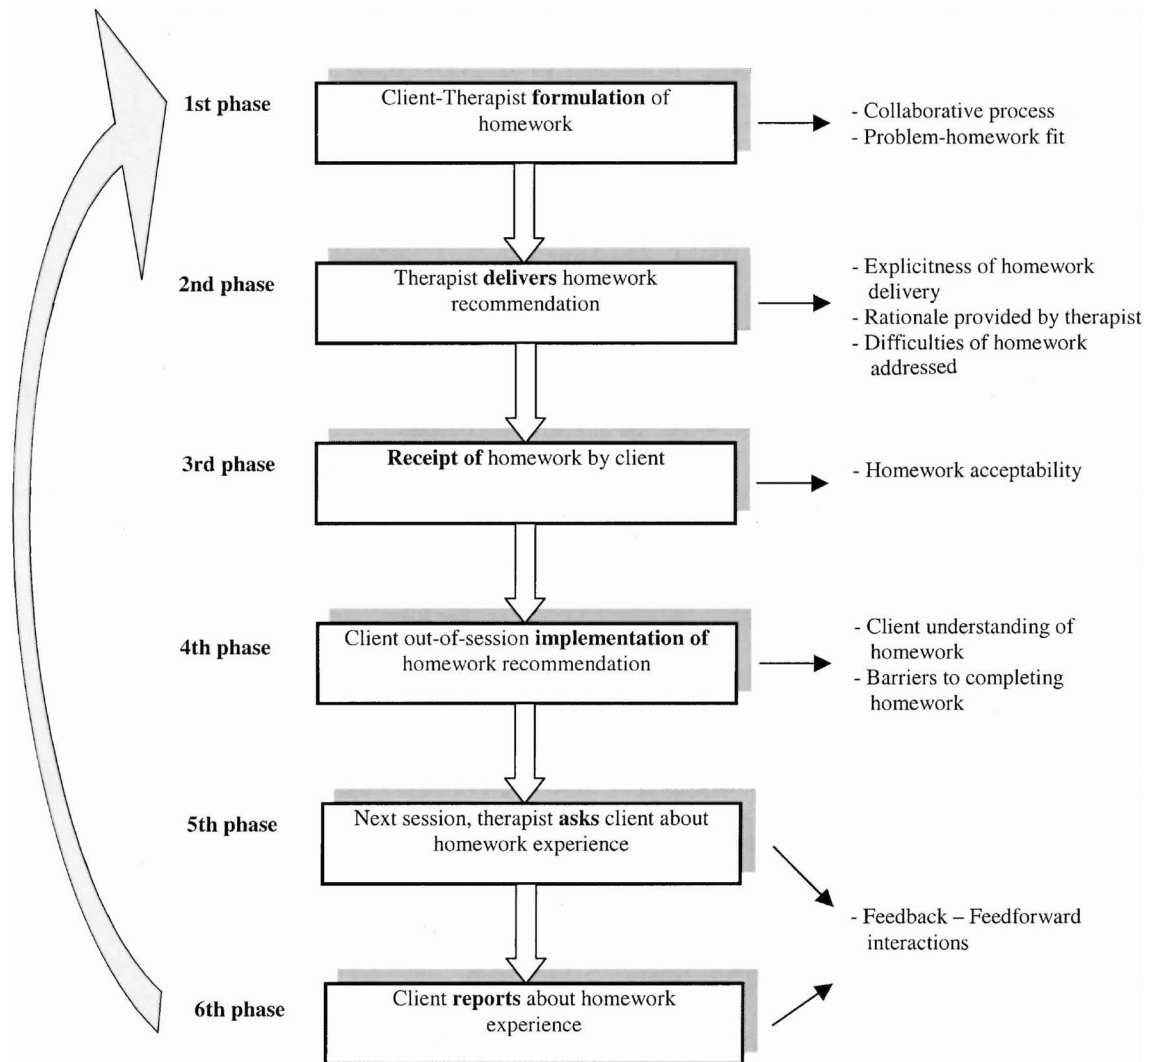 1st phase
Client-Therapist formulation of
homework
- Collaborative process
- Problem-homework fit
2nd phase
Therapist delivers homework
recommendation
- Explicitness of homework
delivery
- Rationale provided by therapist
- Difficulties of homework
addressed
3rd phase
Receipt of homework by client
- Homework acceptability
4th phase
Client out-of-session implementation of
homework recommendation
- Client understanding of
homework
- Barriers to completing
homework
5th phase
Next session, therapist asks client about
homework experience
- Feedback – Feedforward
interactions
6th phase
Client reports about homework
experience